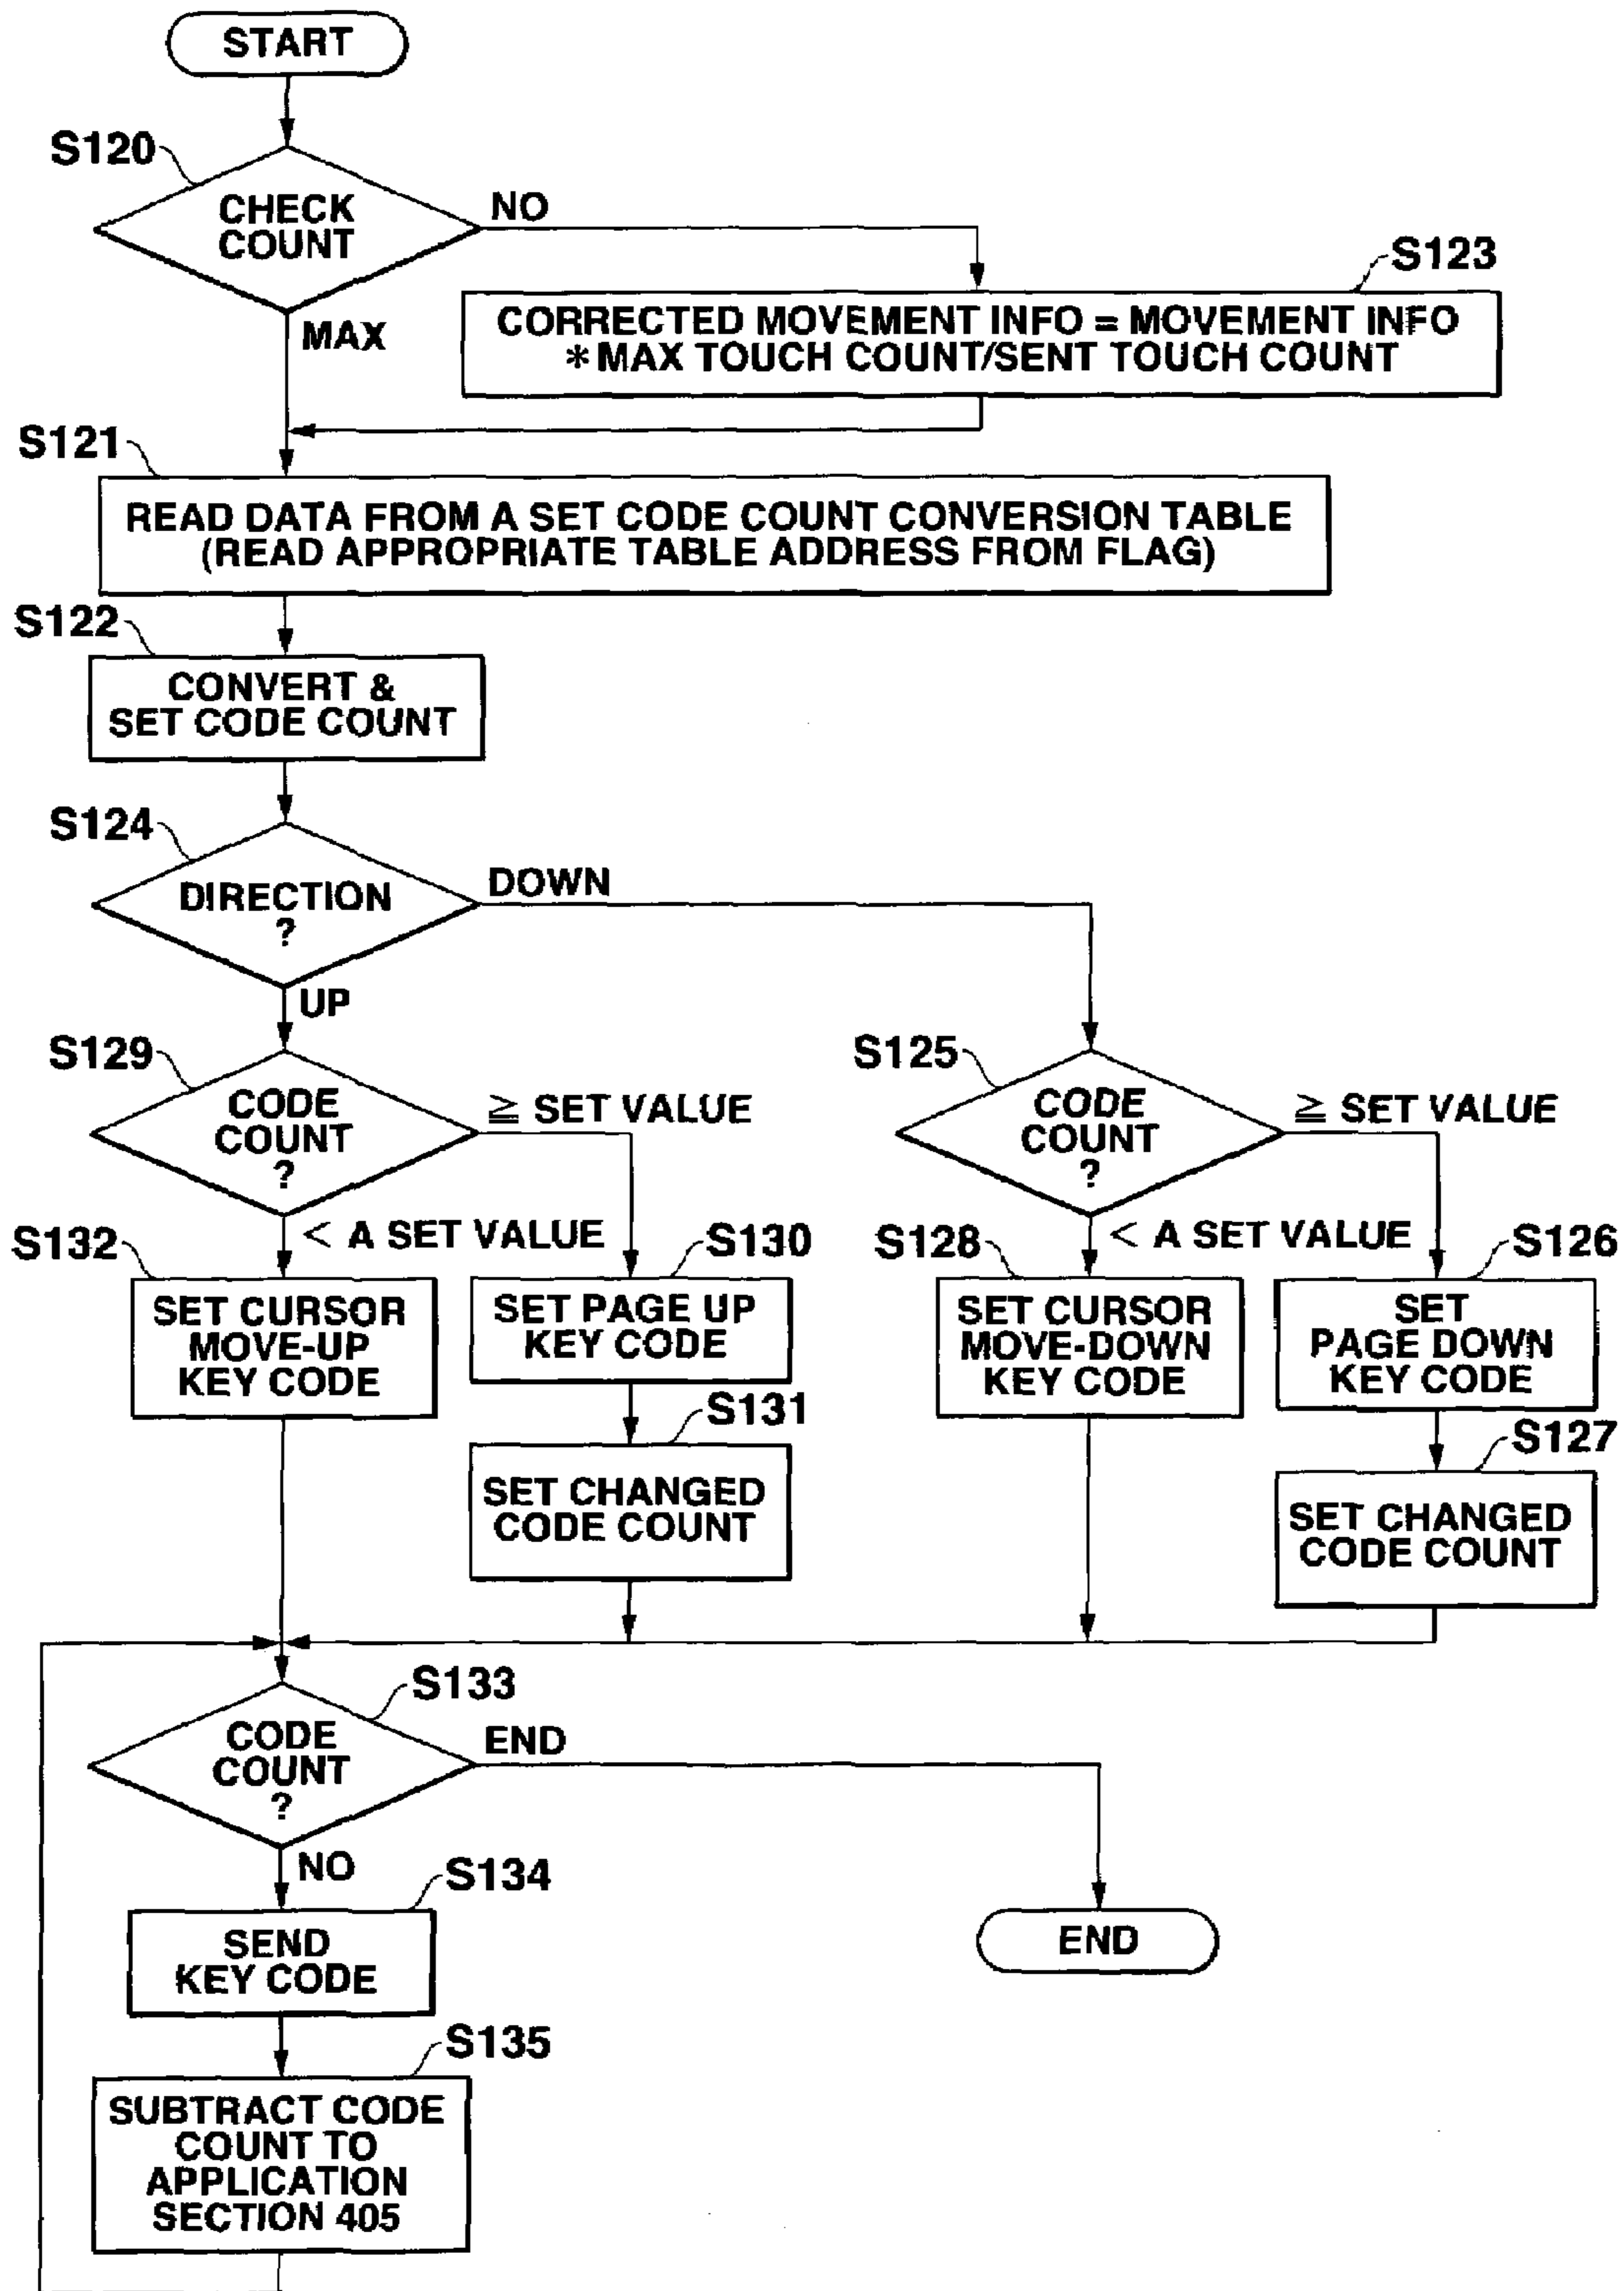 START
S120
CHECK
COUNT
NO
MAX
S123
CORRECTED MOVEMENT INFO = MOVEMENT INFO
*MAX TOUCH COUNT/SENT TOUCH COUNT
S121
READ DATA FROM A SET CODE COUNT CONVERSION TABLE
(READ APPROPRIATE TABLE ADDRESS FROM FLAG)
S122
CONVERT &
SET CODE COUNT
S124
DIRECTION
?
DOWN
UP
S129
CODE
COUNT
?
≧ SET VALUE
< A SET VALUE
S125
CODE
COUNT
?
≧ SET VALUE
< A SET VALUE
S132
SET CURSOR
MOVE-UP
KEY CODE
S130
SET PAGE UP
KEY CODE
S131
SET CHANGED
CODE COUNT
S128
SET CURSOR
MOVE-DOWN
KEY CODE
S126
SET
PAGE DOWN
KEY CODE
S127
SET CHANGED
CODE COUNT
S133
CODE
COUNT
?
END
NO
S134
SEND
KEY CODE
END
S135
SUBTRACT CODE
COUNT TO
APPLICATION
SECTION 405